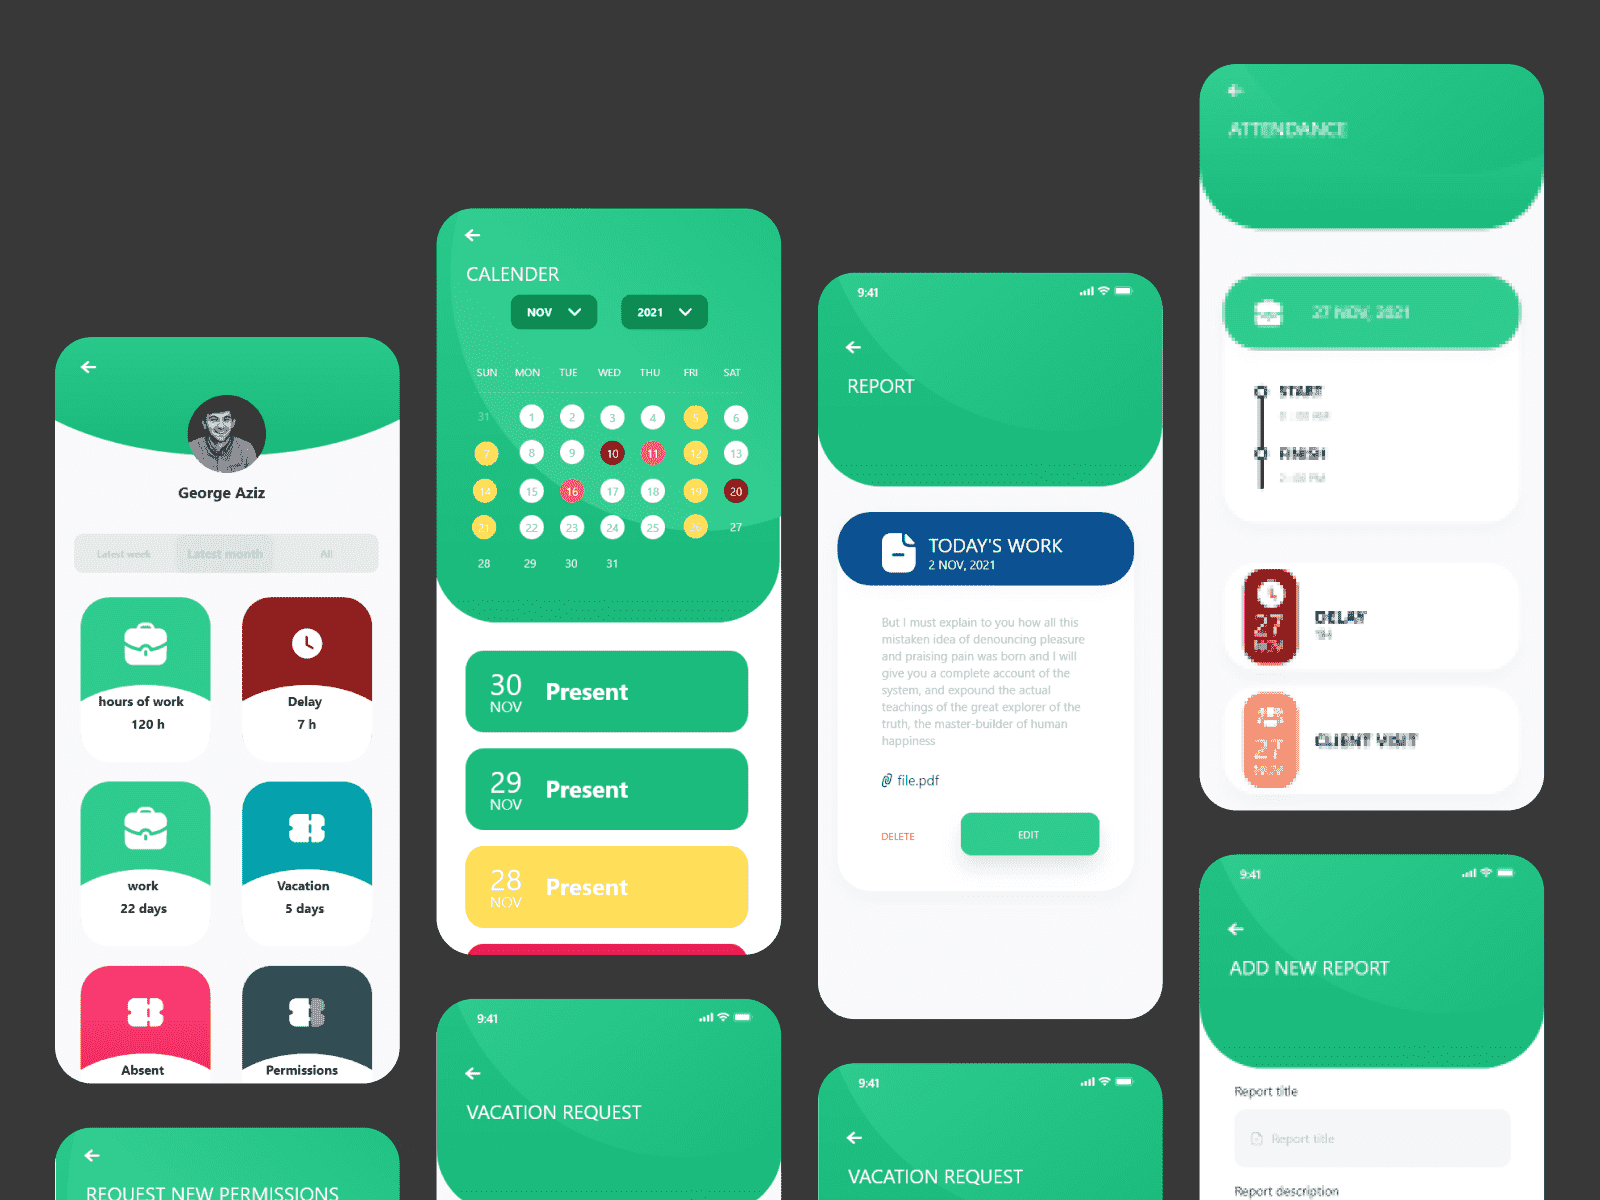 George Aziz
Latest week
Latest month
All
hours of work
120 h
Delay
7 h
work
22 days
Vacation
5 days
Absent
Permissions
REQUEST NEW PERMISSIONS
CALENDER
NOV
2021
SUN MON TUE WED THU FRI SAT
31 1 2 3 4 5 6
7 8 9 10 11 12 13
14 15 16 17 18 19 20
21 22 23 24 25 26 27
28 29 30 31
30
NOV
Present
29
NOV
Present
28
NOV
Present
9:41
VACATION REQUEST
9:41
REPORT
TODAY'S WORK
2 NOV, 2021
But I must explain to you how all this
mistaken idea of denouncing pleasure
and praising pain was born and I will
give you a complete account of the
system, and expound the actual
teachings of the great explorer of the
truth, the master-builder of human
happiness
file.pdf
DELETE
EDIT
9:41
VACATION REQUEST
ATTENDANCE
27 NOV, 2021
START
FINISH
27
NOV
DELAY
27
NOV
CLIENT VISIT
9:41
ADD NEW REPORT
Report title
Report title
Report description